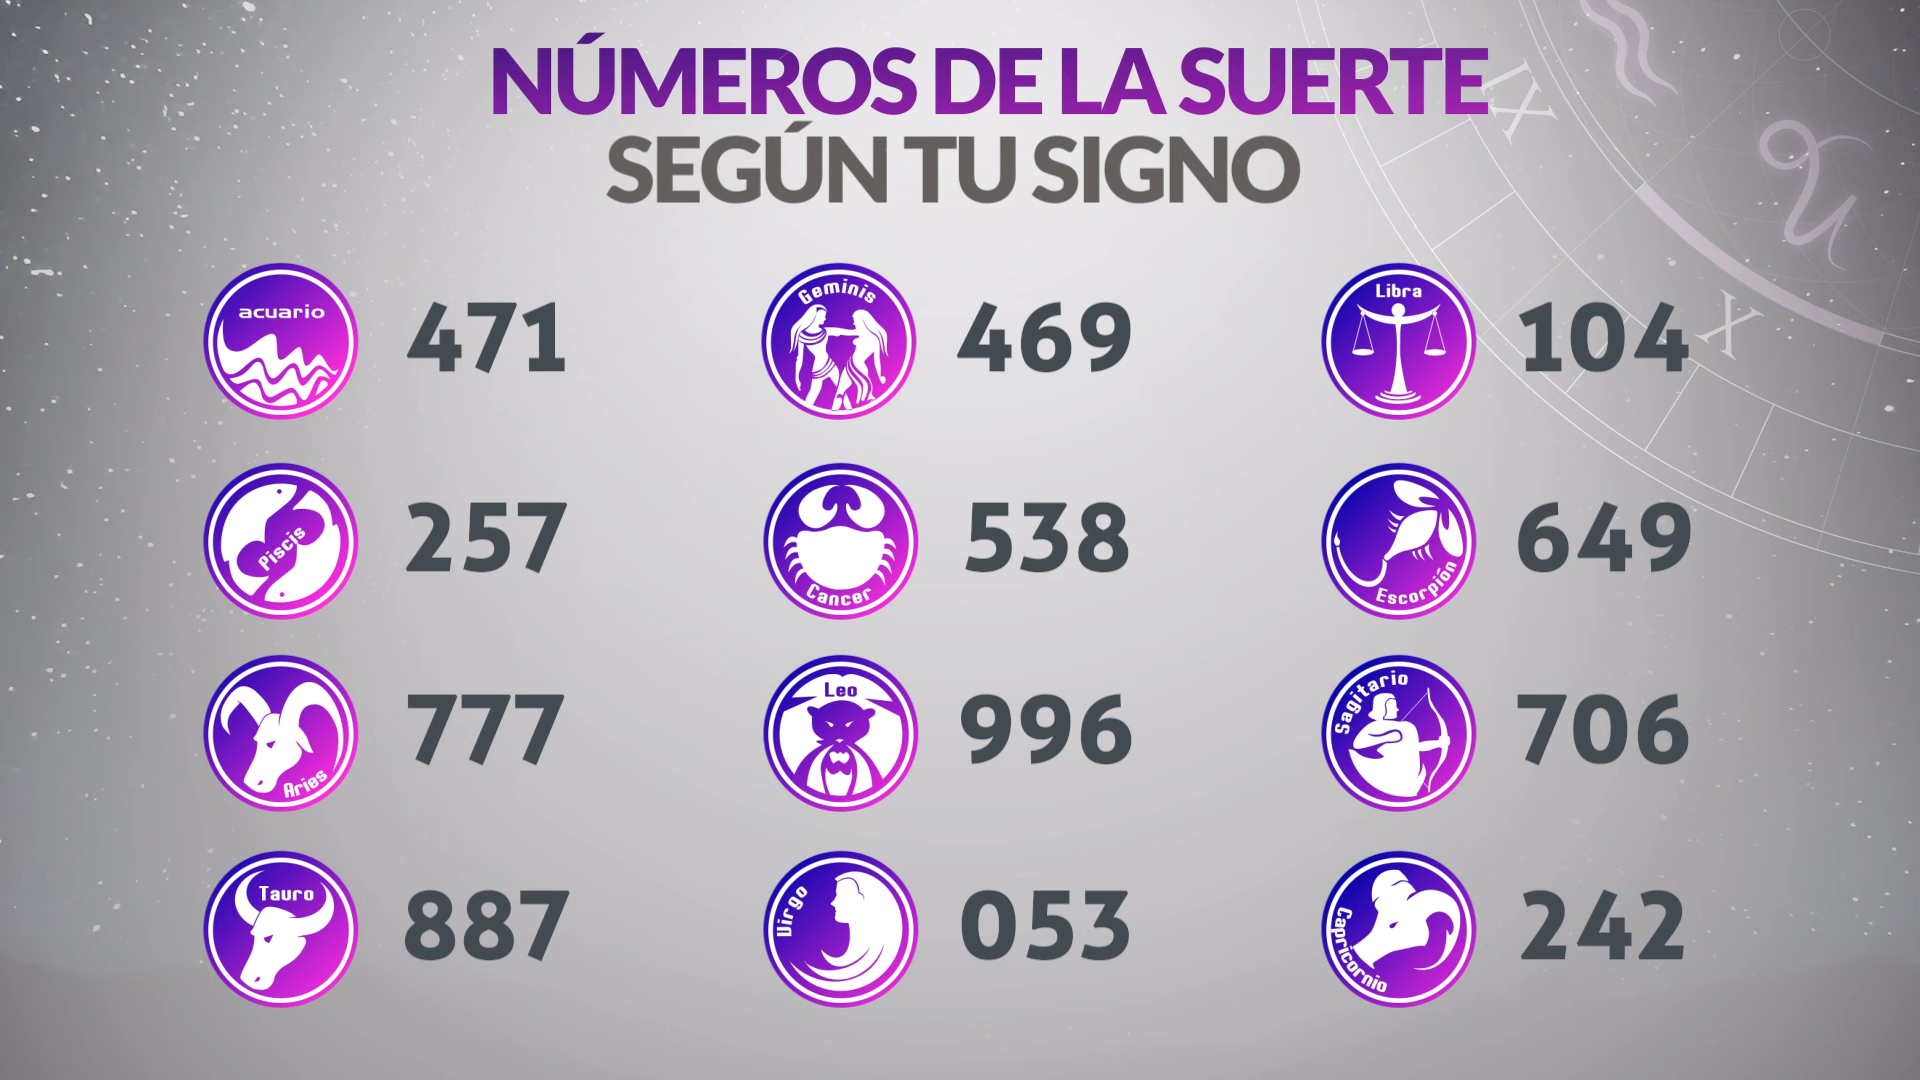 NÚMEROS DE LA SUERTE
SEGÚN TU SIGNO
acuario 471
Geminis 469
Libra 104
Piscis 257
Cancer 538
Escorpión 649
Aries 777
Leo 996
Sagitario 706
Tauro 887
Virgo 053
Capricornio 242
IX
X